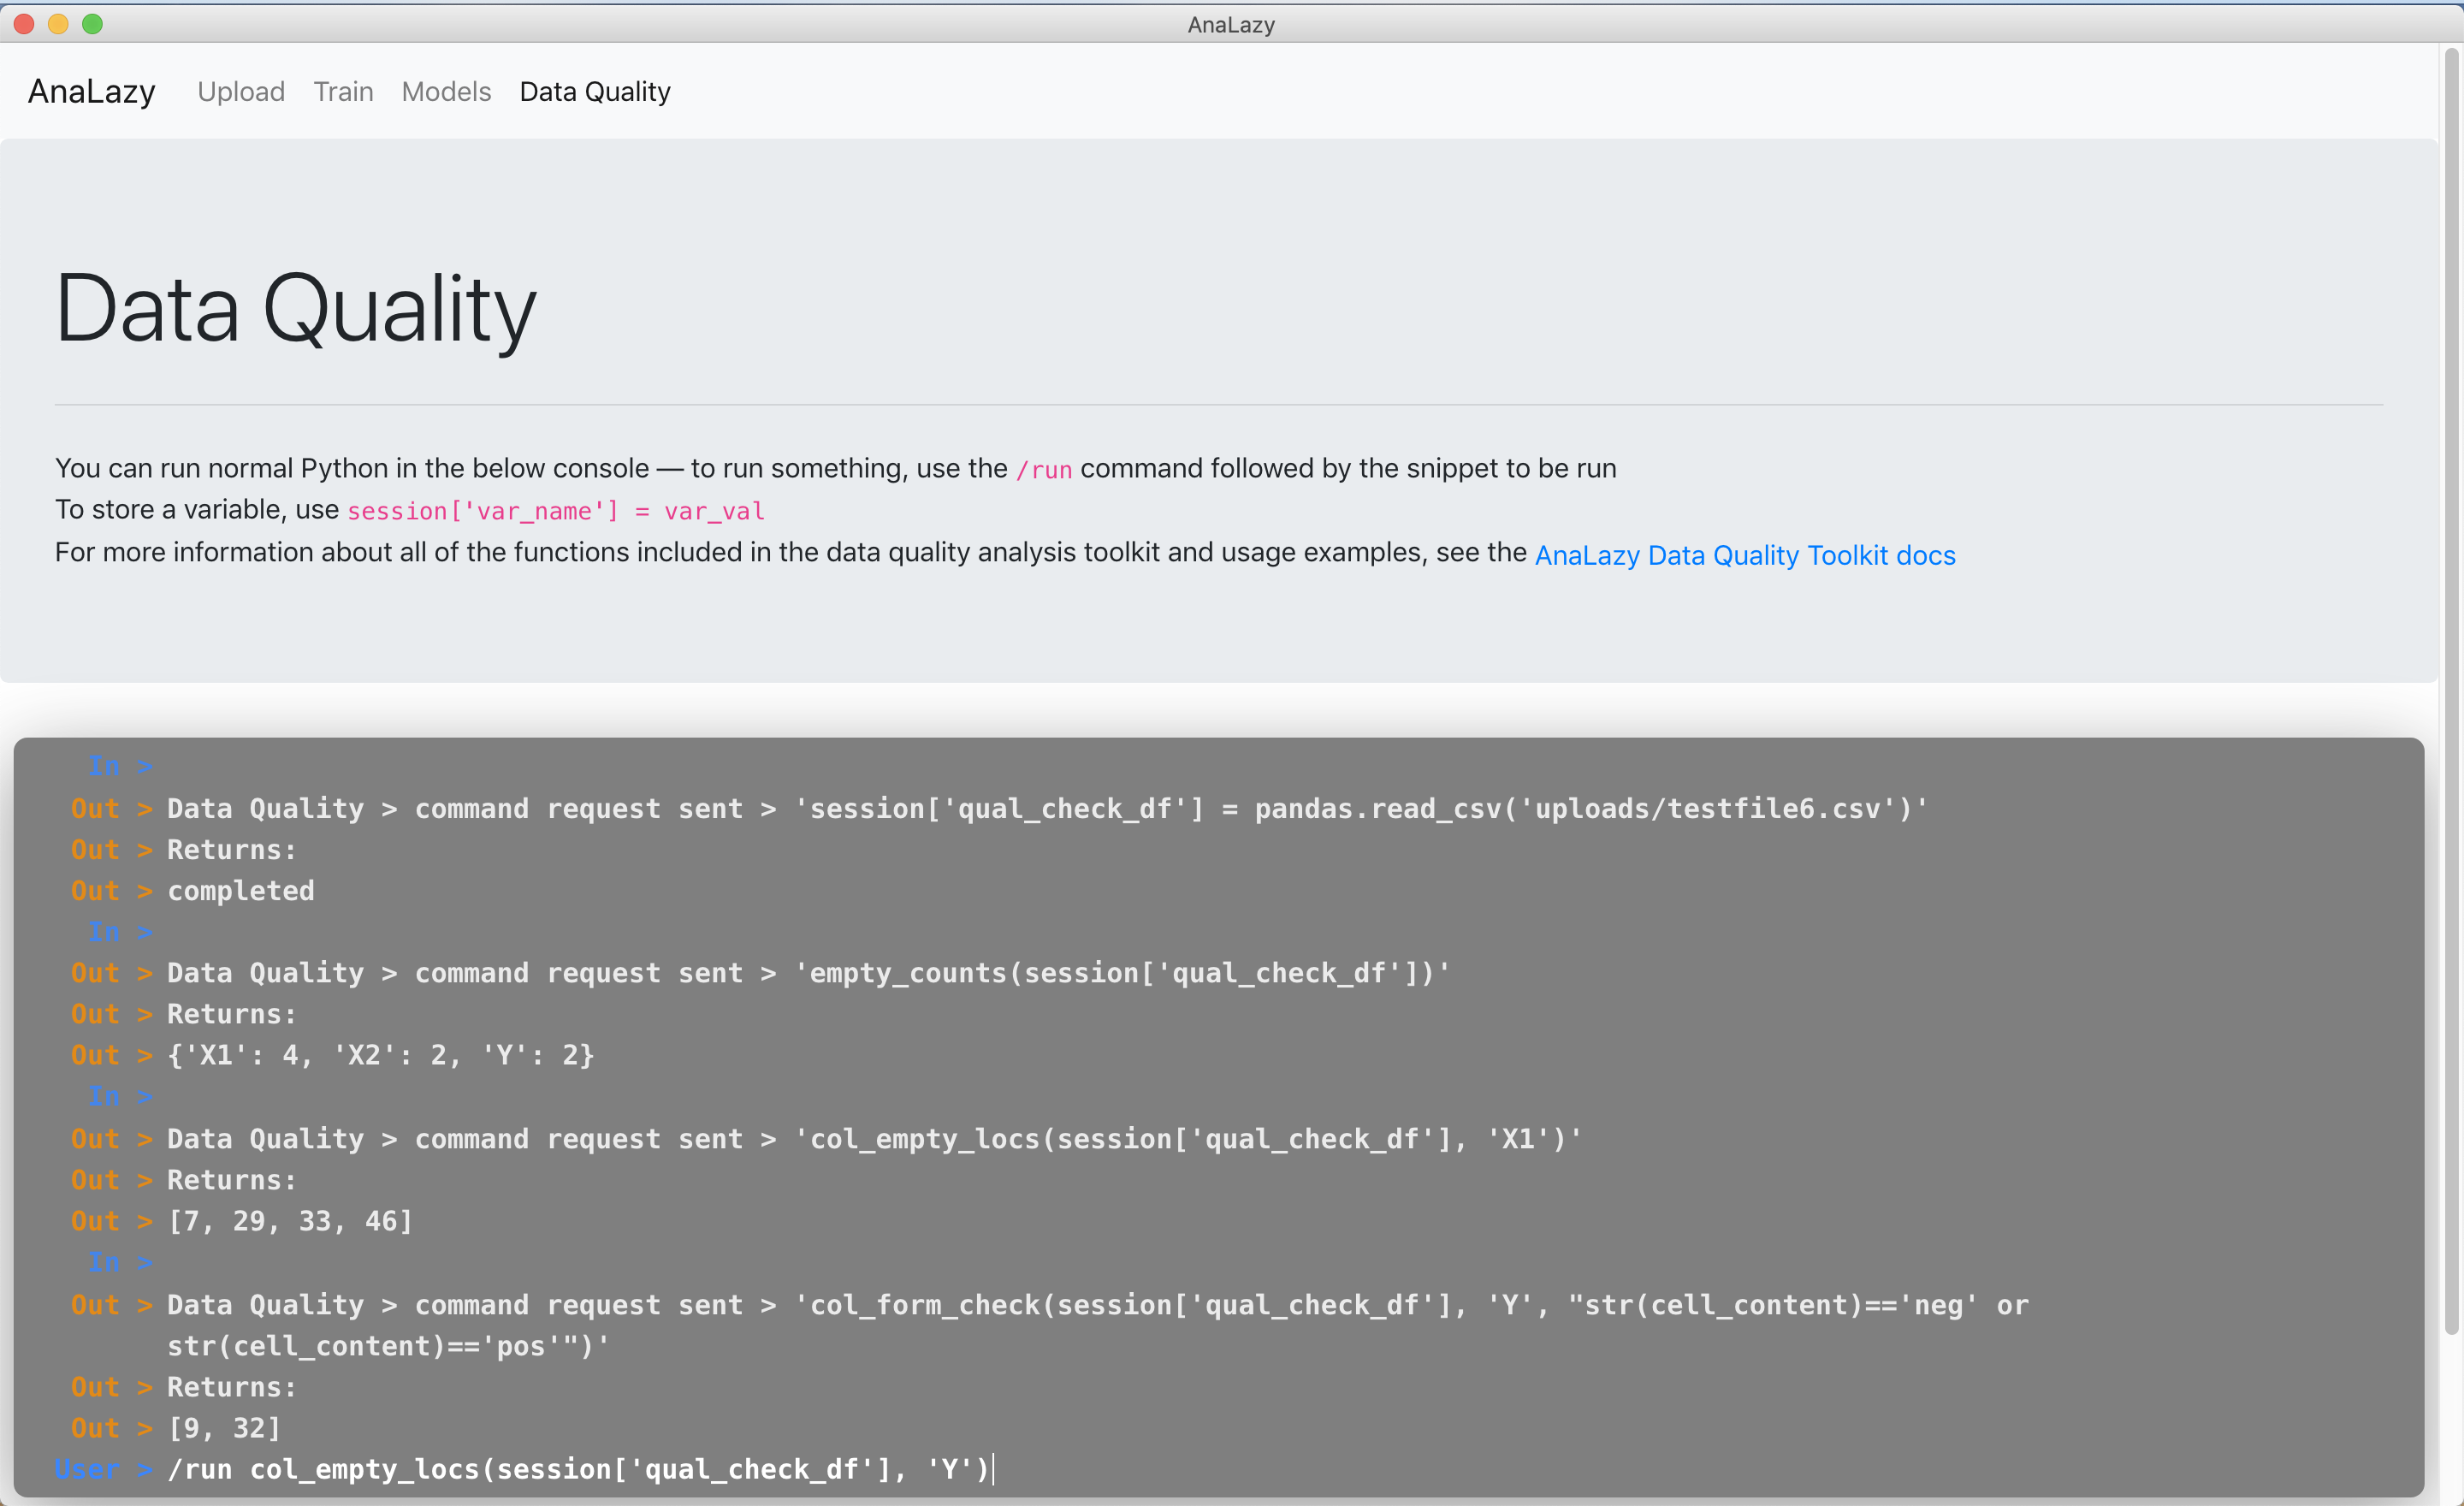 AnaLazy
AnaLazy Upload Train Models Data Quality
Data Quality
You can run normal Python in the below console — to run something, use the /run command followed by the snippet to be run
To store a variable, use session['var_name'] = var_val
For more information about all of the functions included in the data quality analysis toolkit and usage examples, see the AnaLazy Data Quality Toolkit docs
In >
Out > Data Quality > command request sent > 'session['qual_check_df'] = pandas.read_csv('uploads/testfile6.csv')'
Out > Returns:
Out > completed
In >
Out > Data Quality > command request sent > 'empty_counts(session['qual_check_df'])'
Out > Returns:
Out > {'X1': 4, 'X2': 2, 'Y': 2}
In >
Out > Data Quality > command request sent > 'col_empty_locs(session['qual_check_df'], 'X1')'
Out > Returns:
Out > [7, 29, 33, 46]
In >
Out > Data Quality > command request sent > 'col_form_check(session['qual_check_df'], 'Y', "str(cell_content)=='neg' or
str(cell_content)=='pos'")'
Out > Returns:
Out > [9, 32]
User > /run col_empty_locs(session['qual_check_df'], 'Y')